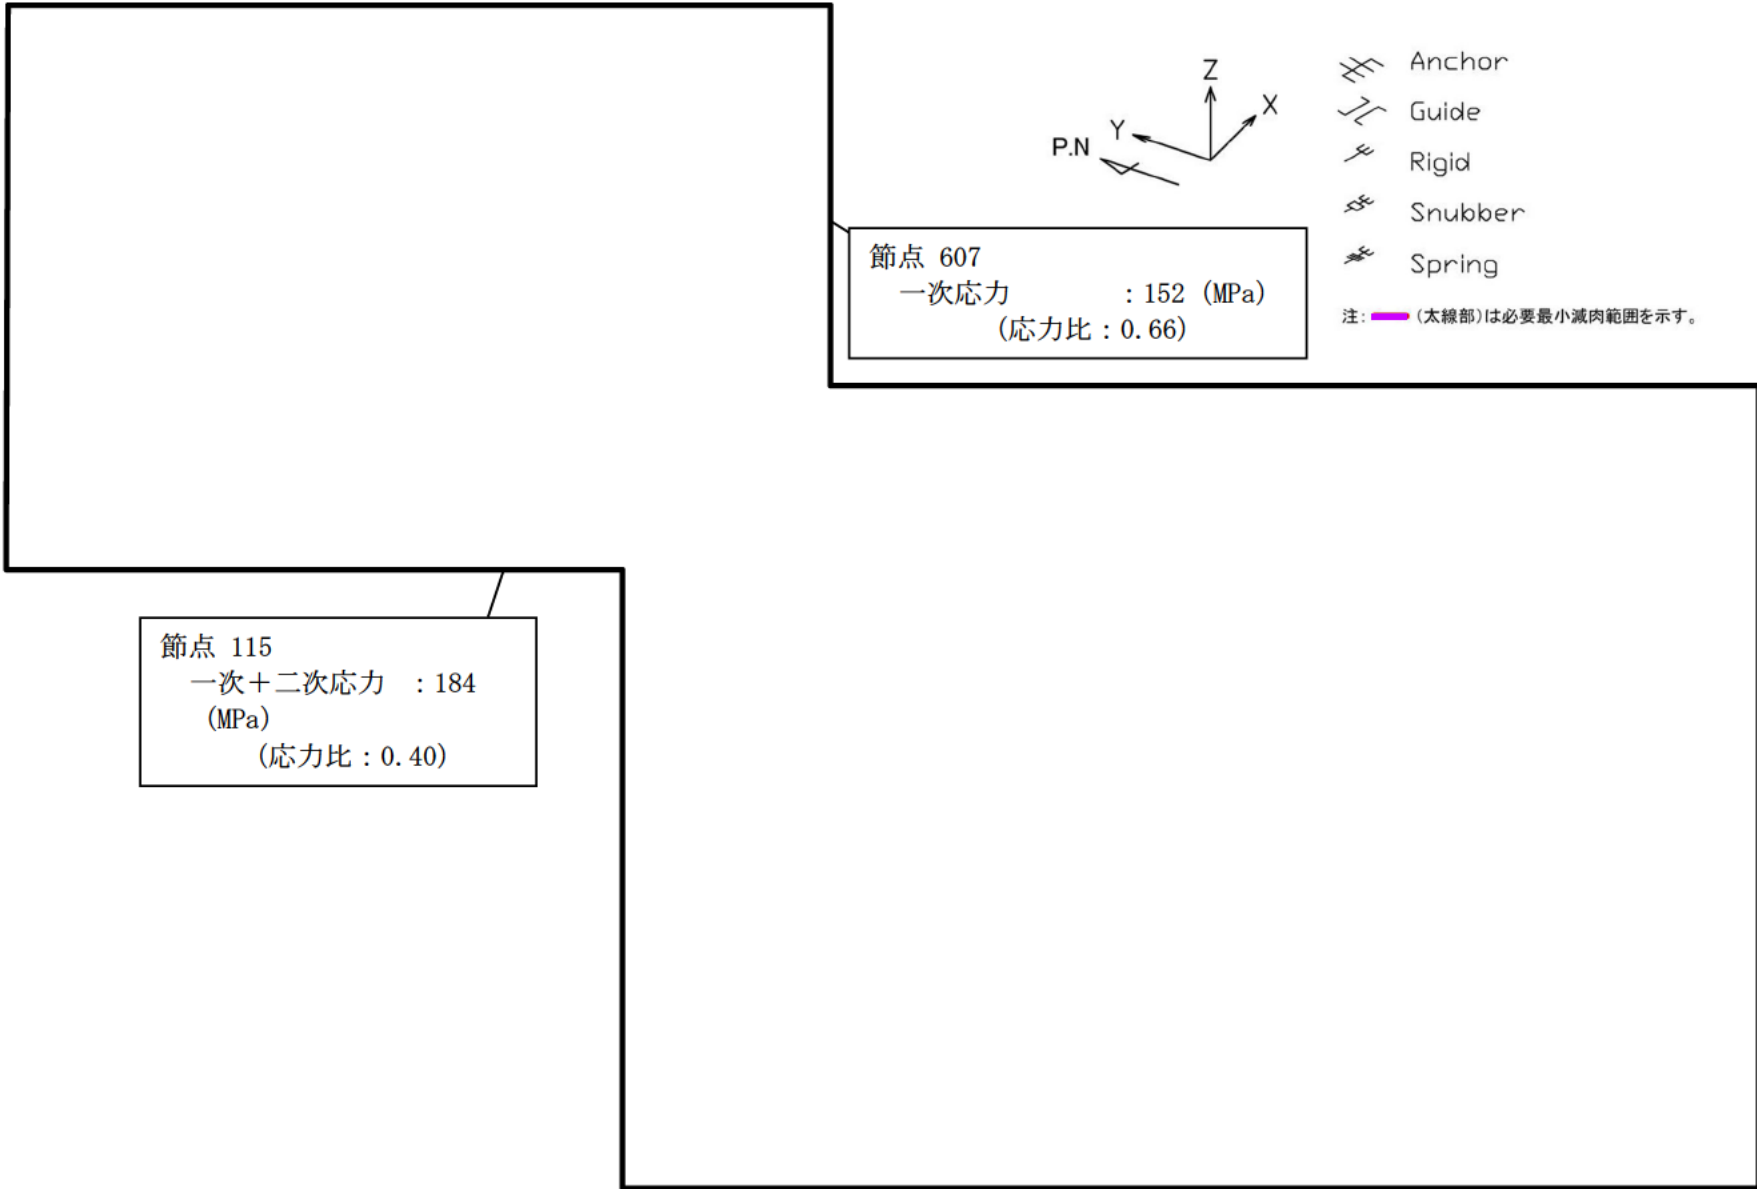 Z
X
Y
P.N
Anchor
Guide
Rigid
Snubber
Spring
注: (太線部)は必要最小減肉範囲を示す。
節点 607
一次応力 : 152 (MPa)
(応力比：0.66)
節点 115
一次＋二次応力 : 184
(MPa)
(応力比：0.40)